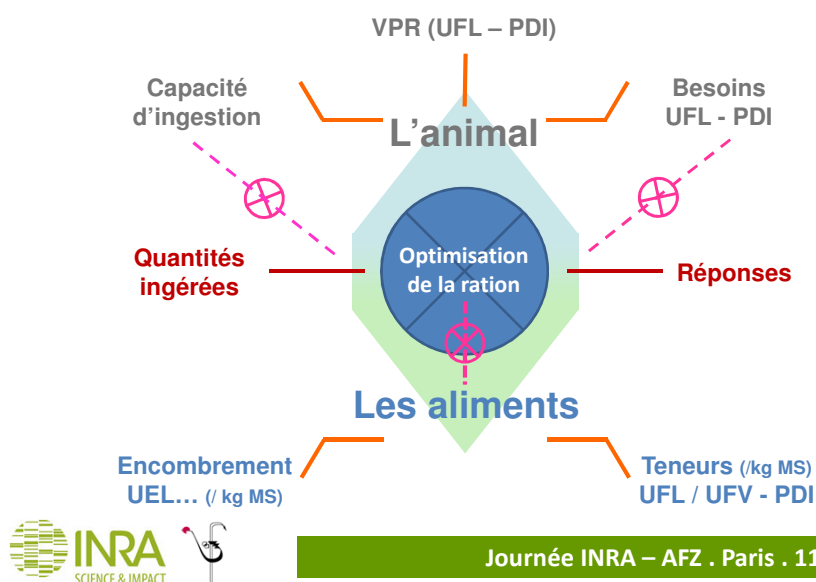 VPR (UFL – PDI)
Capacité
d'ingestion
Besoins
UFL - PDI
L'animal
Quantités
ingérées
Optimisation
de la ration
Réponses
Les aliments
Encombrement
UEL... (/ kg MS)
Teneurs (/kg MS)
UFL / UFV - PDI
INRA
SCIENCE & IMPACT
Journée INRA – AFZ . Paris . 11